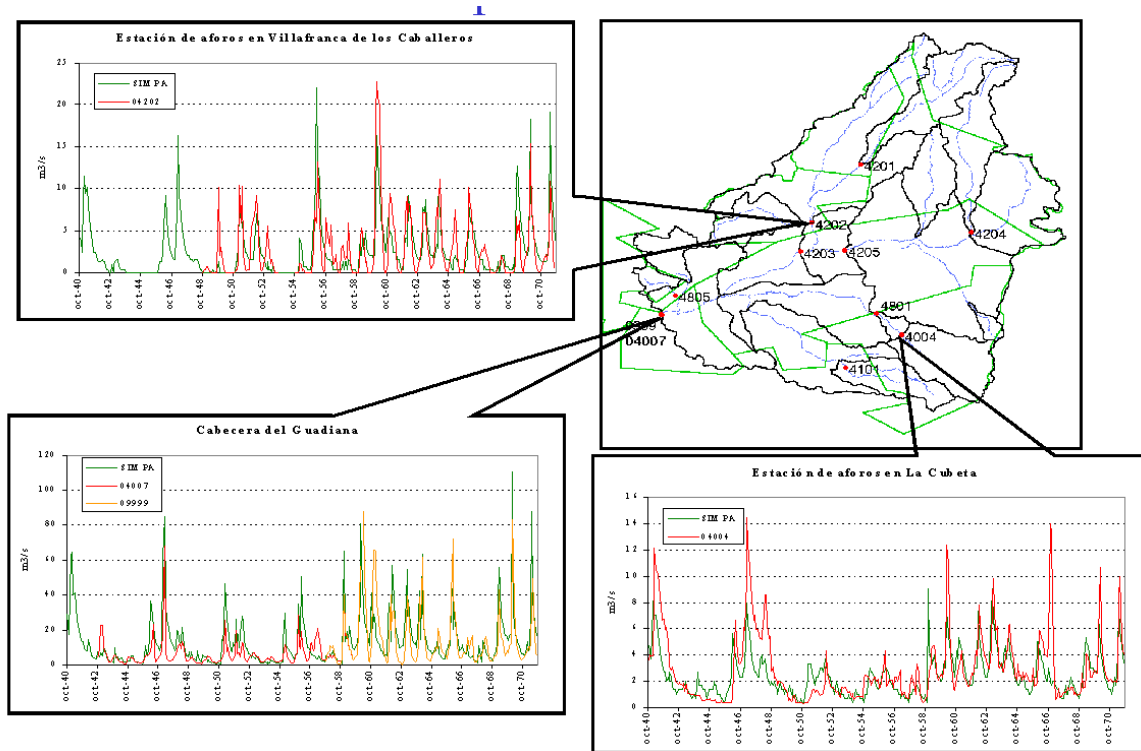 Estación de aforos en Villafranca de los Caballeros
25
20
15
10
5
0
m3/s
SIMPA
04202
oct-40
oct-42
oct-44
oct-46
oct-48
oct-50
oct-52
oct-54
oct-56
oct-58
oct-60
oct-62
oct-64
oct-66
oct-68
oct-70
4201
4202
4204
4203
4205
4805
4801
04007
4004
4101
Cabecera del Guadiana
120
100
80
60
40
20
0
m3/s
SIMPA
04007
09999
oct-40
oct-42
oct-44
oct-46
oct-48
oct-50
oct-52
oct-54
oct-56
oct-58
oct-60
oct-62
oct-64
oct-66
oct-68
oct-70
Estación de aforos en La Cubeta
16
14
12
10
8
6
4
2
0
m3/s
SIMPA
04004
oct-40
oct-42
oct-44
oct-46
oct-48
oct-50
oct-52
oct-54
oct-56
oct-58
oct-60
oct-62
oct-64
oct-66
oct-68
oct-70